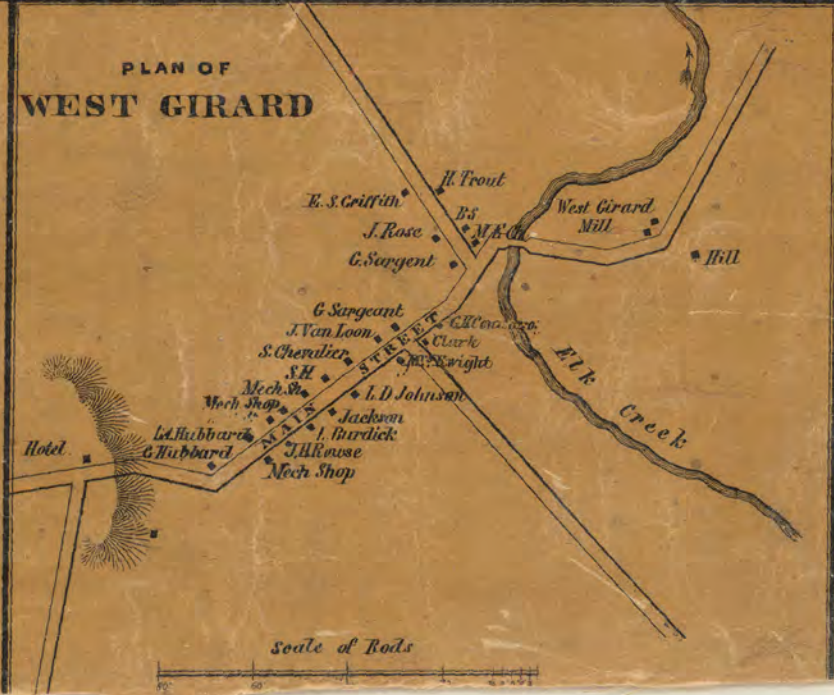 PLAN OF
WEST GIRARD
H. Trout
E. S. Griffith
BS
West Girard
Mill
J. Rose
M.E.Ch
G. Sargent
Hill
G Sargeant
J. Van Loon
Clark
S. Chevalier
McKnight
S.H
Mech Sh
L. D Johnson
Mech Shop
Jackson
L.A. Hubbard
L. Burdick
Hotel
G. Hubbard
J.H. Rouse
Mech Shop
MAIN STREET
Elk Creek
Scale of Rods
60